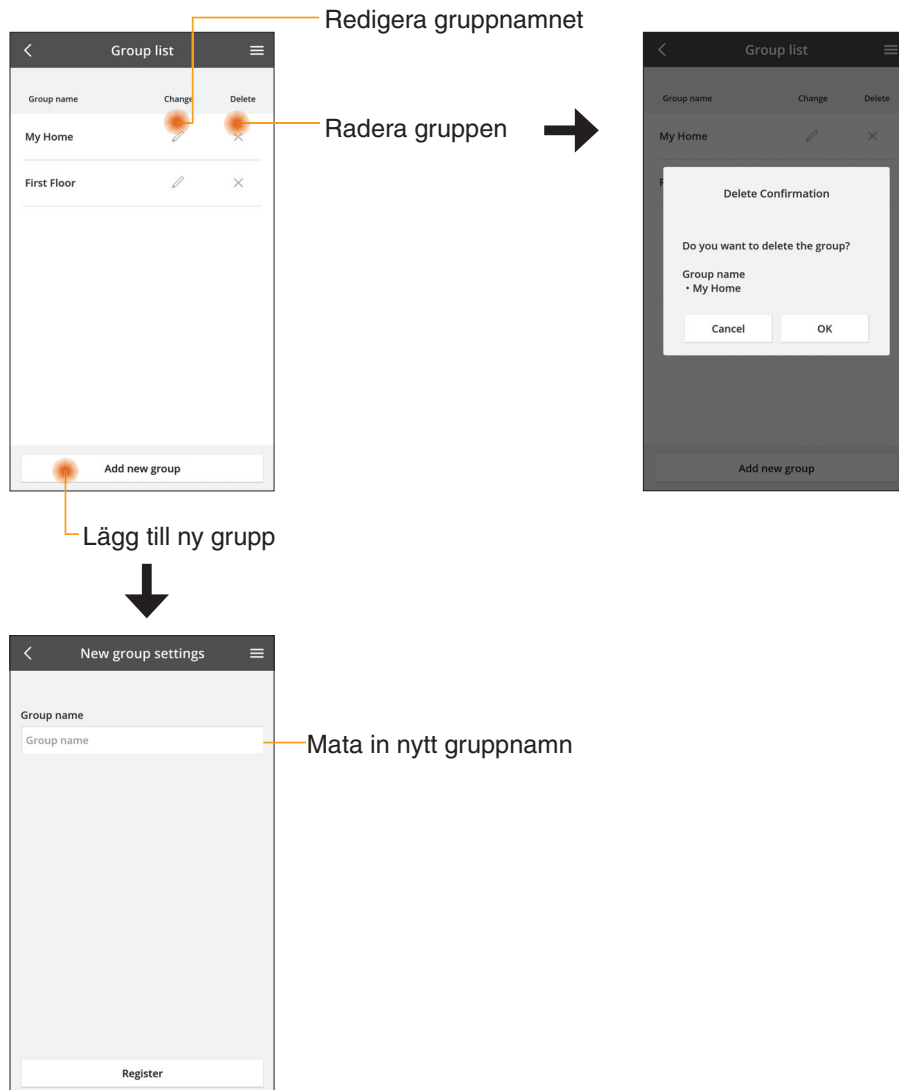 Redigera gruppnamnet
Group list
Group name Change Delete
My Home
First Floor
Add new group
Radera gruppen
Group list
Group name Change Delete
My Home
F
Delete Confirmation
Do you want to delete the group?
Group name
• My Home
Cancel OK
Add new group
Lägg till ny grupp
New group settings
Group name
Group name
Mata in nytt gruppnamn
Register